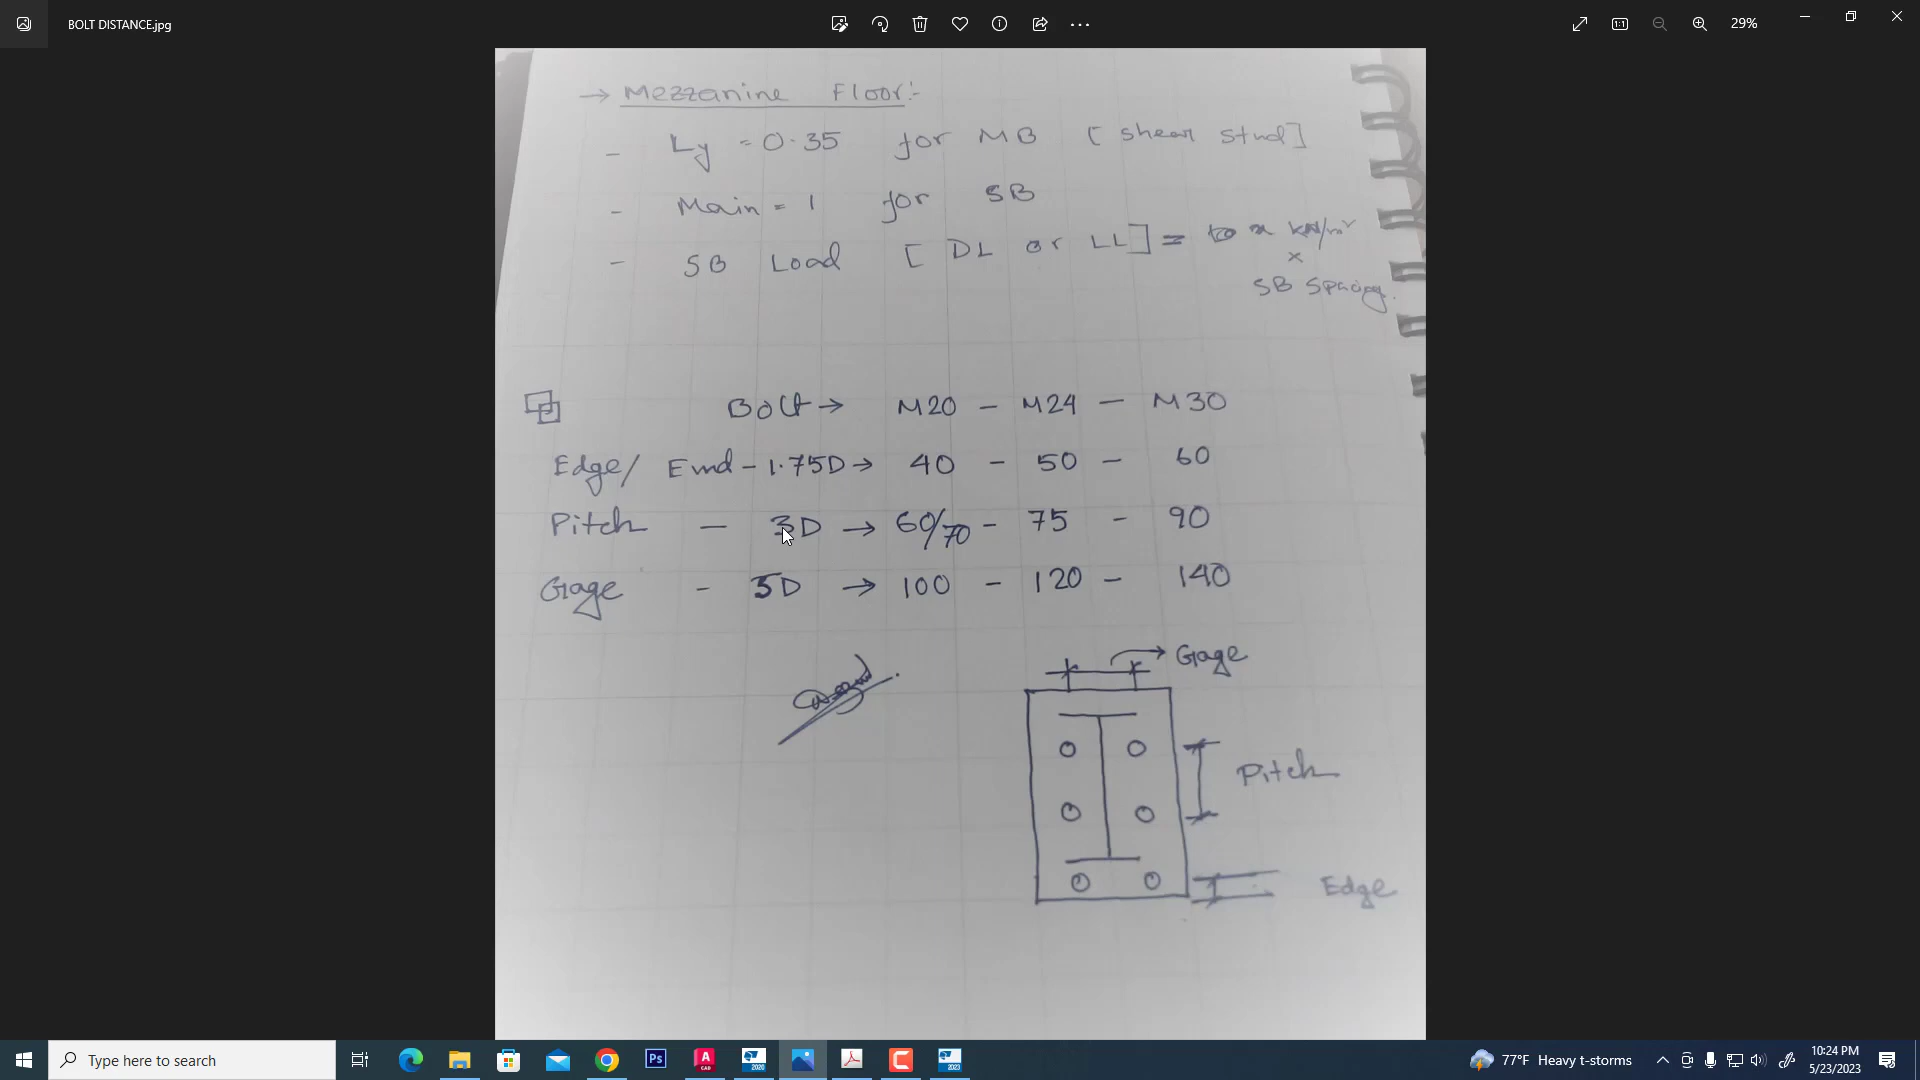 BOLT DISTANCE.jpg
29%
→ Mezzanine Floor:-
- Ly = 0.35 for MB [shear stud]
- Main = 1 for SB
- SB Load [DL or LL] = kN/m²
×
SB Spacing.
Bolt → M20 - M24 - M30
Edge/ End - 1.75D → 40 - 50 - 60
Pitch - 3D → 60/70 - 75 - 90
Gage - 5D → 100 - 120 - 140
Gage
Pitch
Edge
Type here to search
77°F Heavy t-storms
10:24 PM
5/23/2023